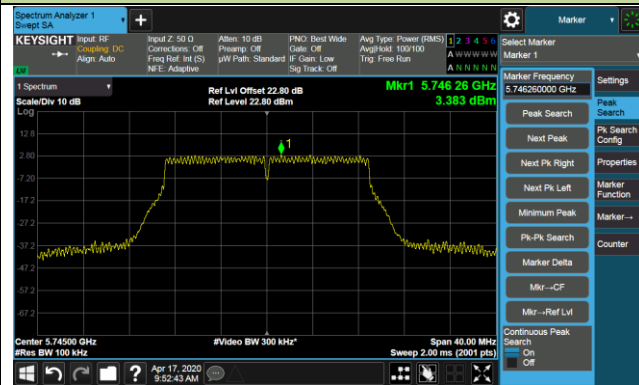 Spectrum Analyzer 1
Swept SA
Marker
KEYSIGHT
Input: RF
Coupling: DC
Align: Auto
Input Z: 50 Ω
Corrections: Off
Freq Ref: Int (S)
NFE: Adaptive
Atten: 10 dB
Preamp: Off
µW Path: Standard
PNO: Best Wide
Gate: Off
IF Gain: Low
Sig Track: Off
Avg Type: Power (RMS)
Avg|Hold: 100/100
Trig: Free Run
1 2 3 4 5 6
A W W W W W
A N N N N N
Select Marker
Marker 1
1 Spectrum
Scale/Div 10 dB
Log
Ref Lvl Offset 22.80 dB
Ref Level 22.80 dBm
Mkr1 5.746 26 GHz
3.383 dBm
1
12.8
2.80
-7.20
-17.2
-27.2
-37.2
-47.2
-57.2
-67.2
Center 5.74500 GHz
#Res BW 100 kHz
#Video BW 300 kHz*
Span 40.00 MHz
Sweep 2.00 ms (2001 pts)
Marker Frequency
5.746260000 GHz
Peak Search
Next Peak
Next Pk Right
Next Pk Left
Minimum Peak
Pk-Pk Search
Marker Delta
Mkr→CF
Mkr→Ref Lvl
Continuous Peak
Search
On
Off
Settings
Peak
Search
Pk Search
Config
Properties
Marker
Function
Marker→
Counter
?
Apr 17, 2020
9:52:43 AM